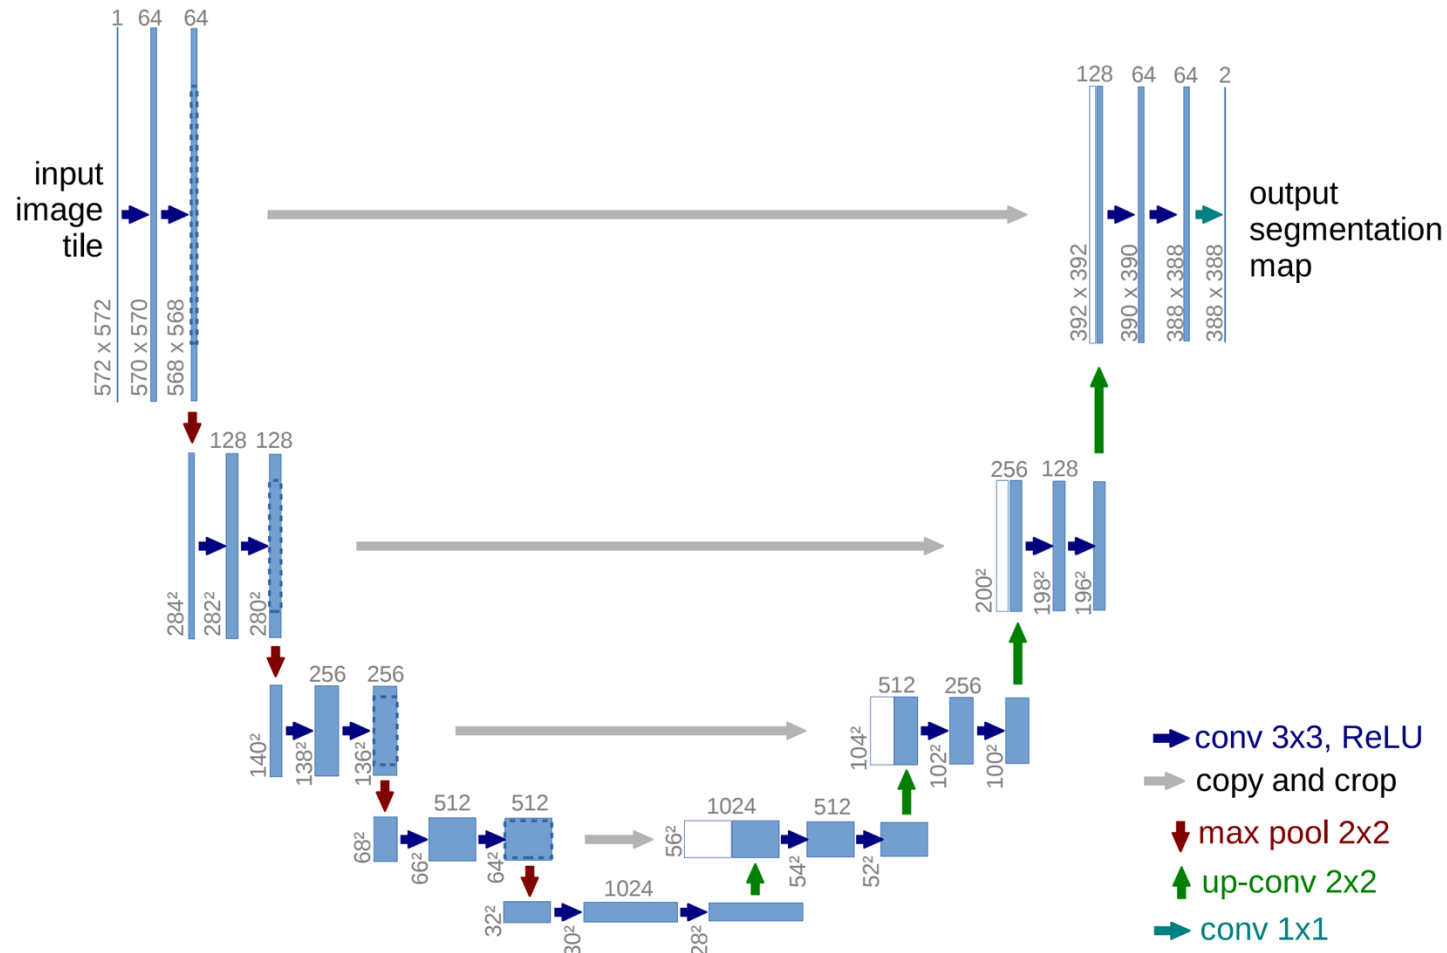 1 64 64
input
image
tile
572 x 572
570 x 570
568 x 568
128 64 64 2
392 x 392
390 x 390
388 x 388
388 x 388
output
segmentation
map
128 128
284²
282²
280²
256 128
200²
198²
196²
256 256
140²
138²
136²
512 256
104²
102²
100²
512 512
68²
66²
64²
1024 512
56²
54²
52²
1024
32²
30²
28²
conv 3x3, ReLU
copy and crop
max pool 2x2
up-conv 2x2
conv 1x1